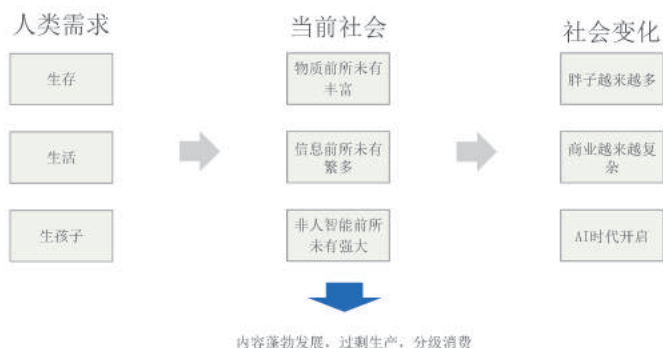 人类需求
当前社会
社会变化
生存
物质前所未有
丰富
胖子越来越多
生活
信息前所未有
繁多
商业越来越复
杂
生孩子
非人智能前所
未有强大
AI时代开启
内容蓬勃发展，过剩生产，分级消费